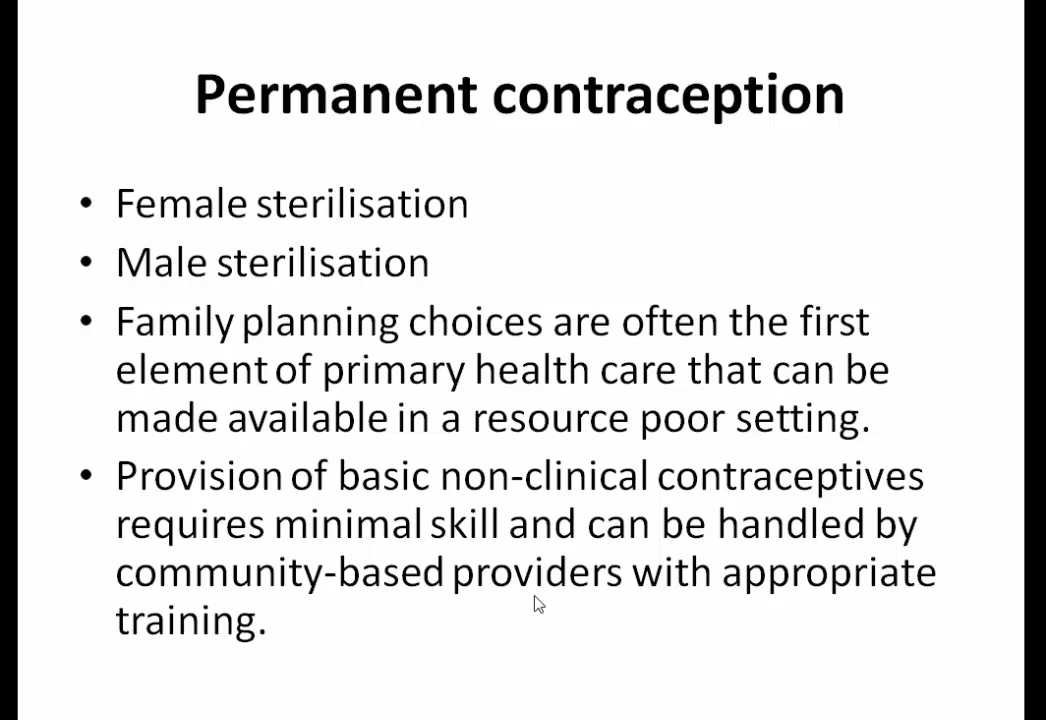 Permanent contraception
• Female sterilisation
• Male sterilisation
• Family planning choices are often the first
element of primary health care that can be
made available in a resource poor setting.
• Provision of basic non-clinical contraceptives
requires minimal skill and can be handled by
community-based providers with appropriate
training.